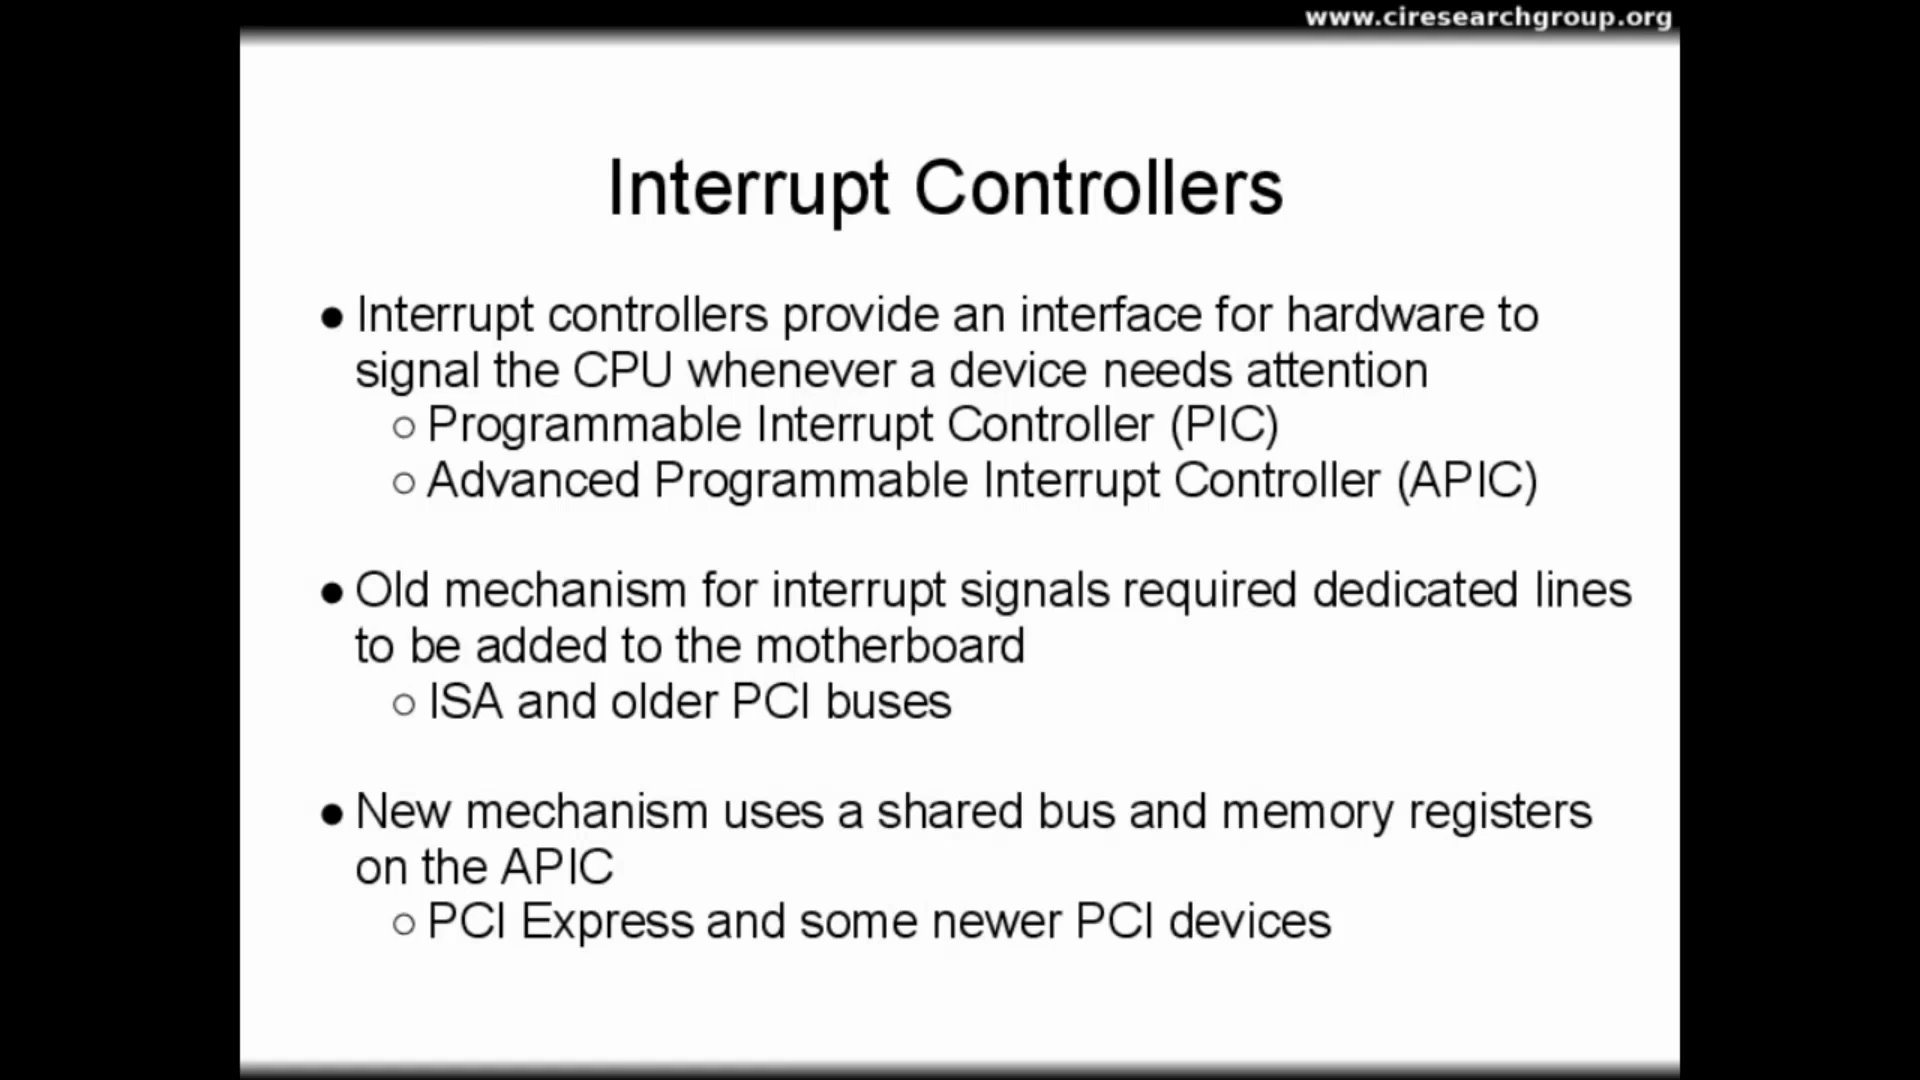 www.ciresearchgroup.org
Interrupt Controllers
● Interrupt controllers provide an interface for hardware to
signal the CPU whenever a device needs attention
○ Programmable Interrupt Controller (PIC)
○ Advanced Programmable Interrupt Controller (APIC)
● Old mechanism for interrupt signals required dedicated lines
to be added to the motherboard
○ ISA and older PCI buses
● New mechanism uses a shared bus and memory registers
on the APIC
○ PCI Express and some newer PCI devices